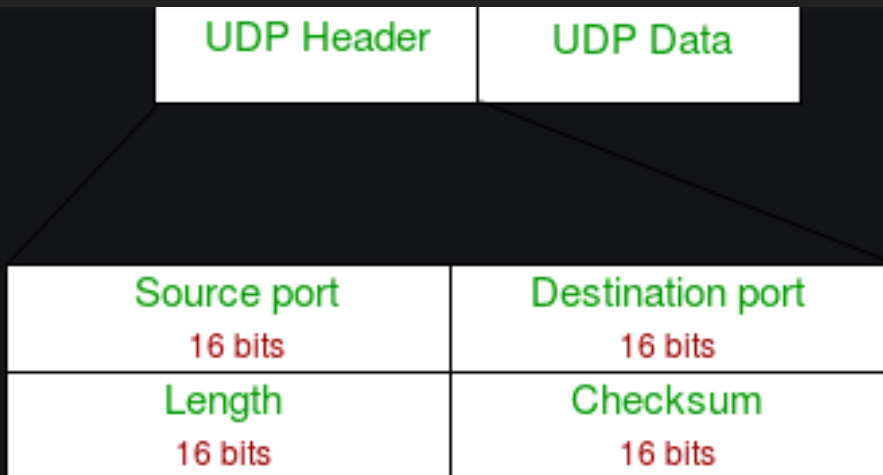 UDP Header UDP Data
Source port Destination port
16 bits 16 bits
Length Checksum
16 bits 16 bits